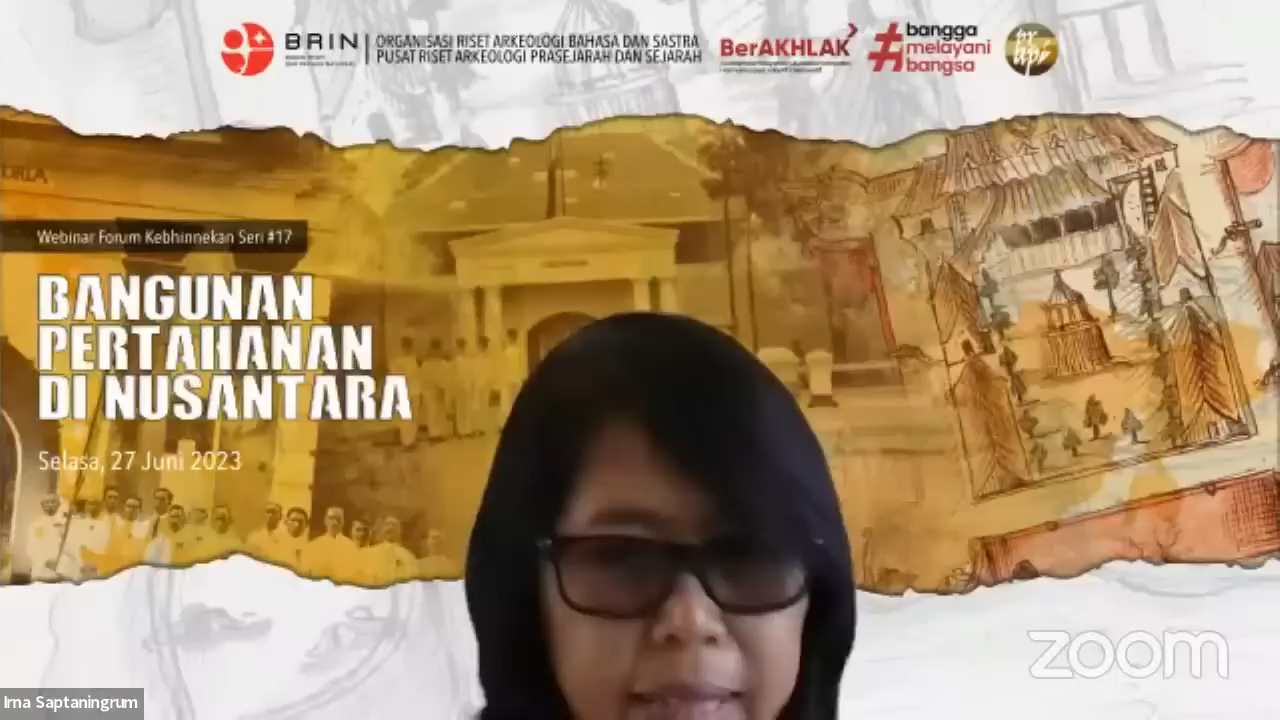 BRIN
ORGANISASI RISET ARKEOLOGI BAHASA DAN SASTRA
PUSAT RISET ARKEOLOGI PRASEJARAH DAN SEJARAH
BerAKHLAK
#bangga
melayani
bangsa
Webinar Forum Kebhinnekan Seri #17
BANGUNAN
PERTAHANAN
DI NUSANTARA
Selasa, 27 Juni 2023
zoom
Irna Saptaningrum